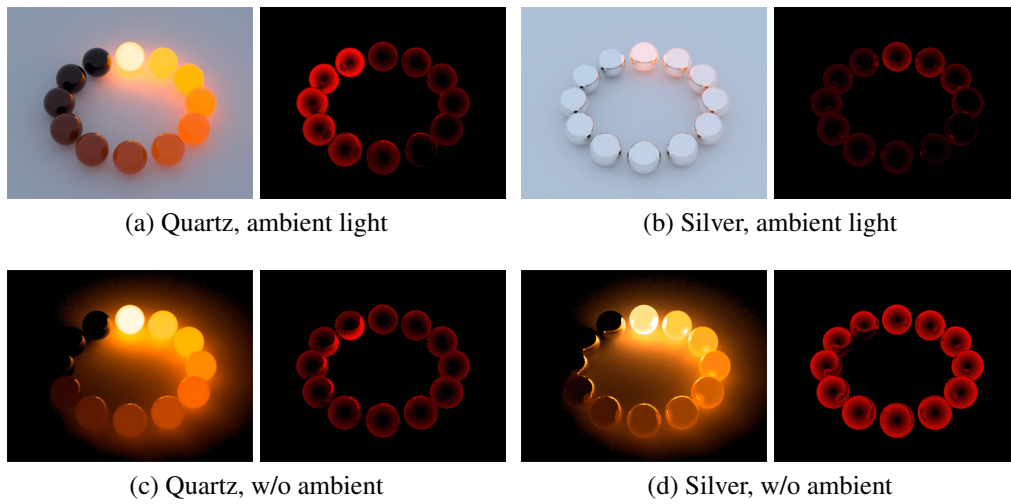 (a) Quartz, ambient light
(b) Silver, ambient light
(c) Quartz, w/o ambient
(d) Silver, w/o ambient